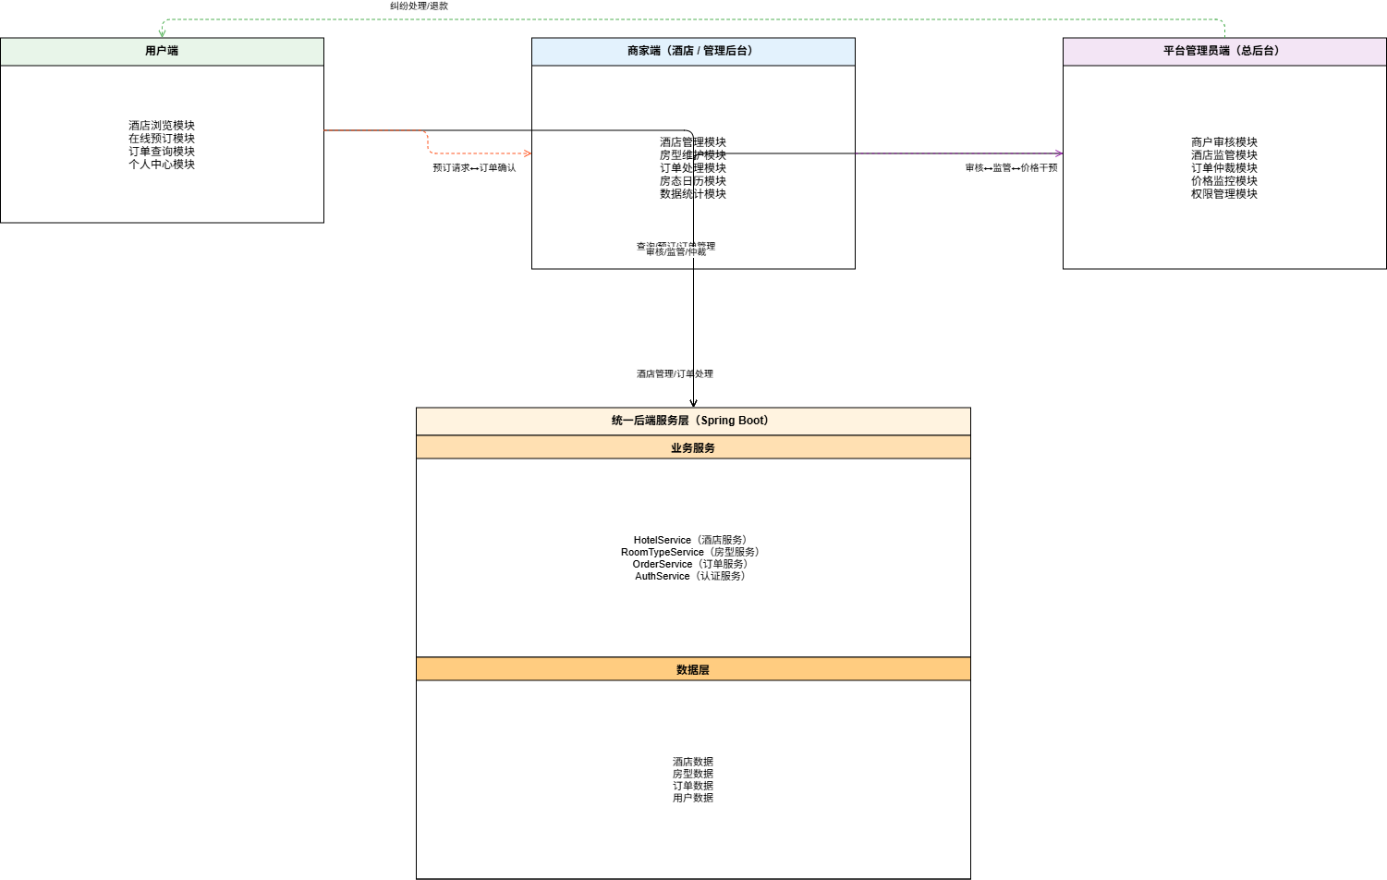 纠纷处理/退款
用户端
酒店浏览模块
在线预订模块
订单查询模块
个人中心模块
预订请求↔订单确认
商家端（酒店 / 管理后台）
酒店管理模块
房型维护模块
订单处理模块
房态日历模块
数据统计模块
查询/预订/订单管理
审核/监管/仲裁
审核↔监管↔价格干预
平台管理员端（总后台）
商户审核模块
酒店监管模块
订单仲裁模块
价格监控模块
权限管理模块
酒店管理/订单处理
统一后端服务层（Spring Boot）
业务服务
HotelService（酒店服务）
RoomTypeService（房型服务）
OrderService（订单服务）
AuthService（认证服务）
数据层
酒店数据
房型数据
订单数据
用户数据